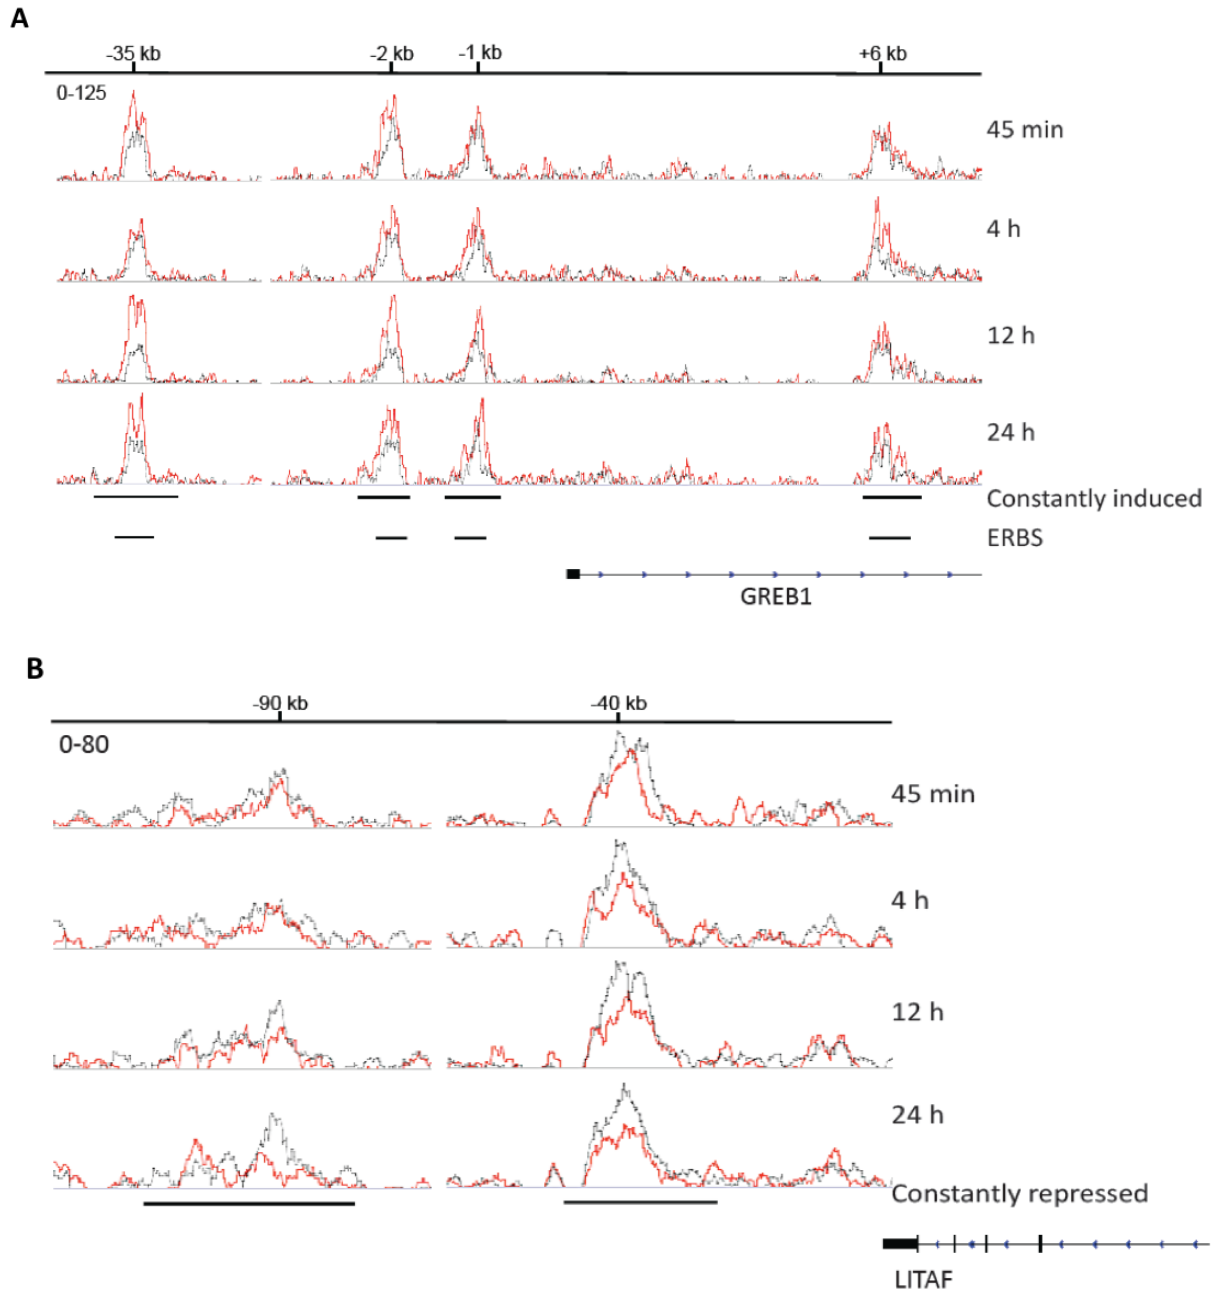 A
-35 kb -2 kb -1 kb +6 kb
0-125
45 min
4 h
12 h
24 h
Constantly induced
ERBS
GREB1
B
-90 kb -40 kb
0-80
45 min
4 h
12 h
24 h
Constantly repressed
LITAF